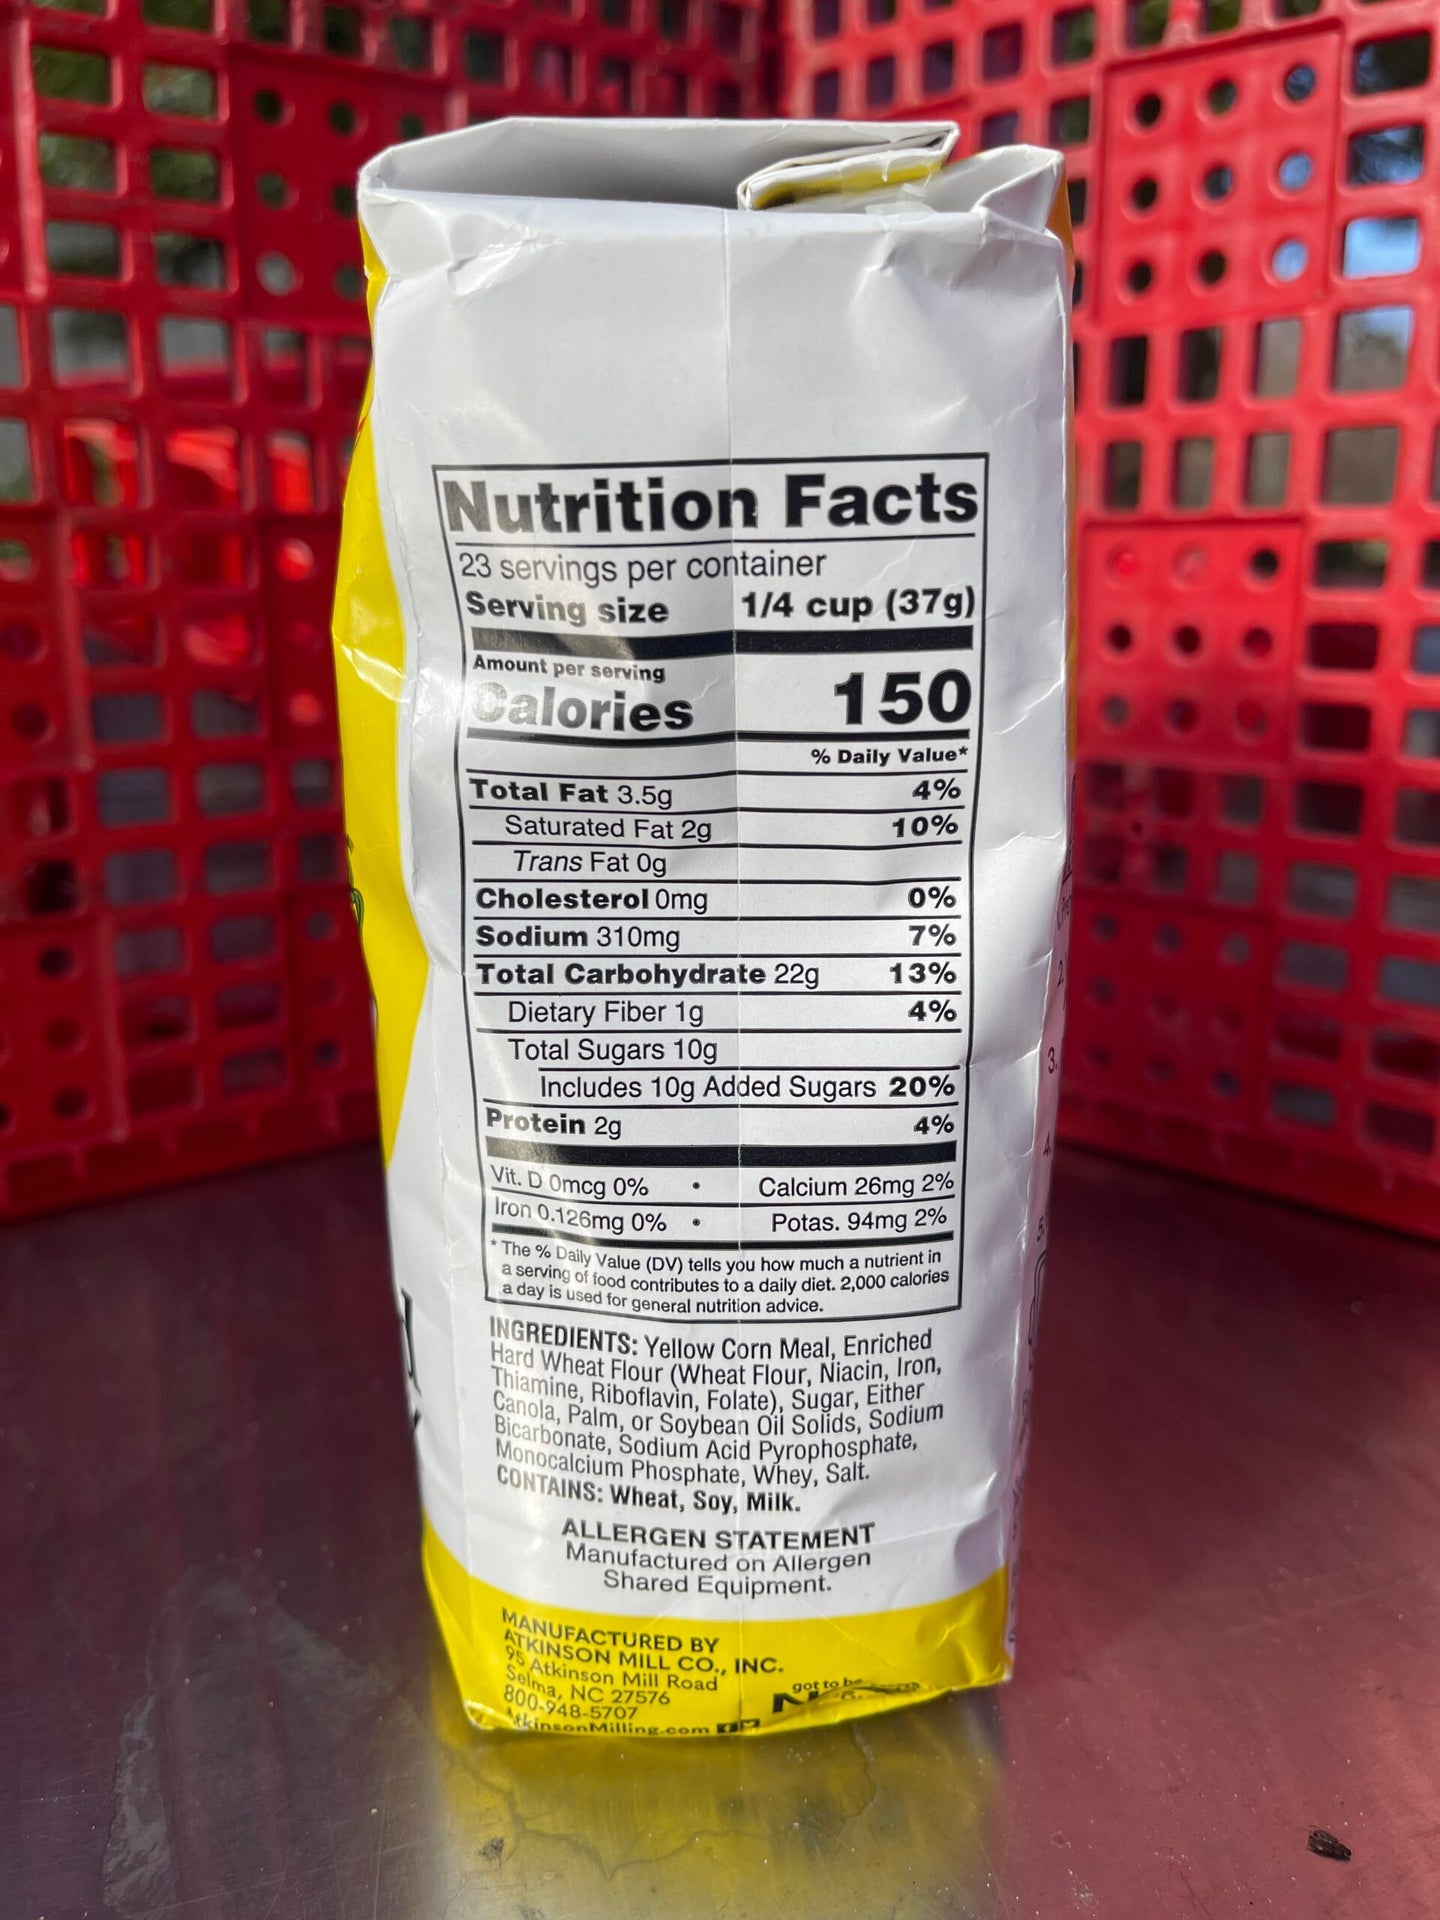 Nutrition Facts
23 servings per container
Serving size 1/4 cup (37g)
Amount per serving
Calories 150
% Daily Value*
Total Fat 3.5g 4%
Saturated Fat 2g 10%
Trans Fat 0g
Cholesterol 0mg 0%
Sodium 310mg 7%
Total Carbohydrate 22g 13%
Dietary Fiber 1g 4%
Total Sugars 10g
Includes 10g Added Sugars 20%
Protein 2g 4%
Vit. D 0mcg 0% • Calcium 26mg 2%
Iron 0.126mg 0% • Potas. 94mg 2%
* The % Daily Value (DV) tells you how much a nutrient in
a serving of food contributes to a daily diet. 2,000 calories
a day is used for general nutrition advice.
INGREDIENTS: Yellow Corn Meal, Enriched
Hard Wheat Flour (Wheat Flour, Niacin, Iron,
Thiamine, Riboflavin, Folate), Sugar, Either
Canola, Palm, or Soybean Oil Solids, Sodium
Bicarbonate, Sodium Acid Pyrophosphate,
Monocalcium Phosphate, Whey, Salt.
CONTAINS: Wheat, Soy, Milk.
ALLERGEN STATEMENT
Manufactured on Allergen
Shared Equipment.
MANUFACTURED BY
ATKINSON MILL CO., INC.
95 Atkinson Mill Road
Selma, NC 27576
800-948-5707
AtkinsonMilling.com
got to be
2.
3.
4.
5.